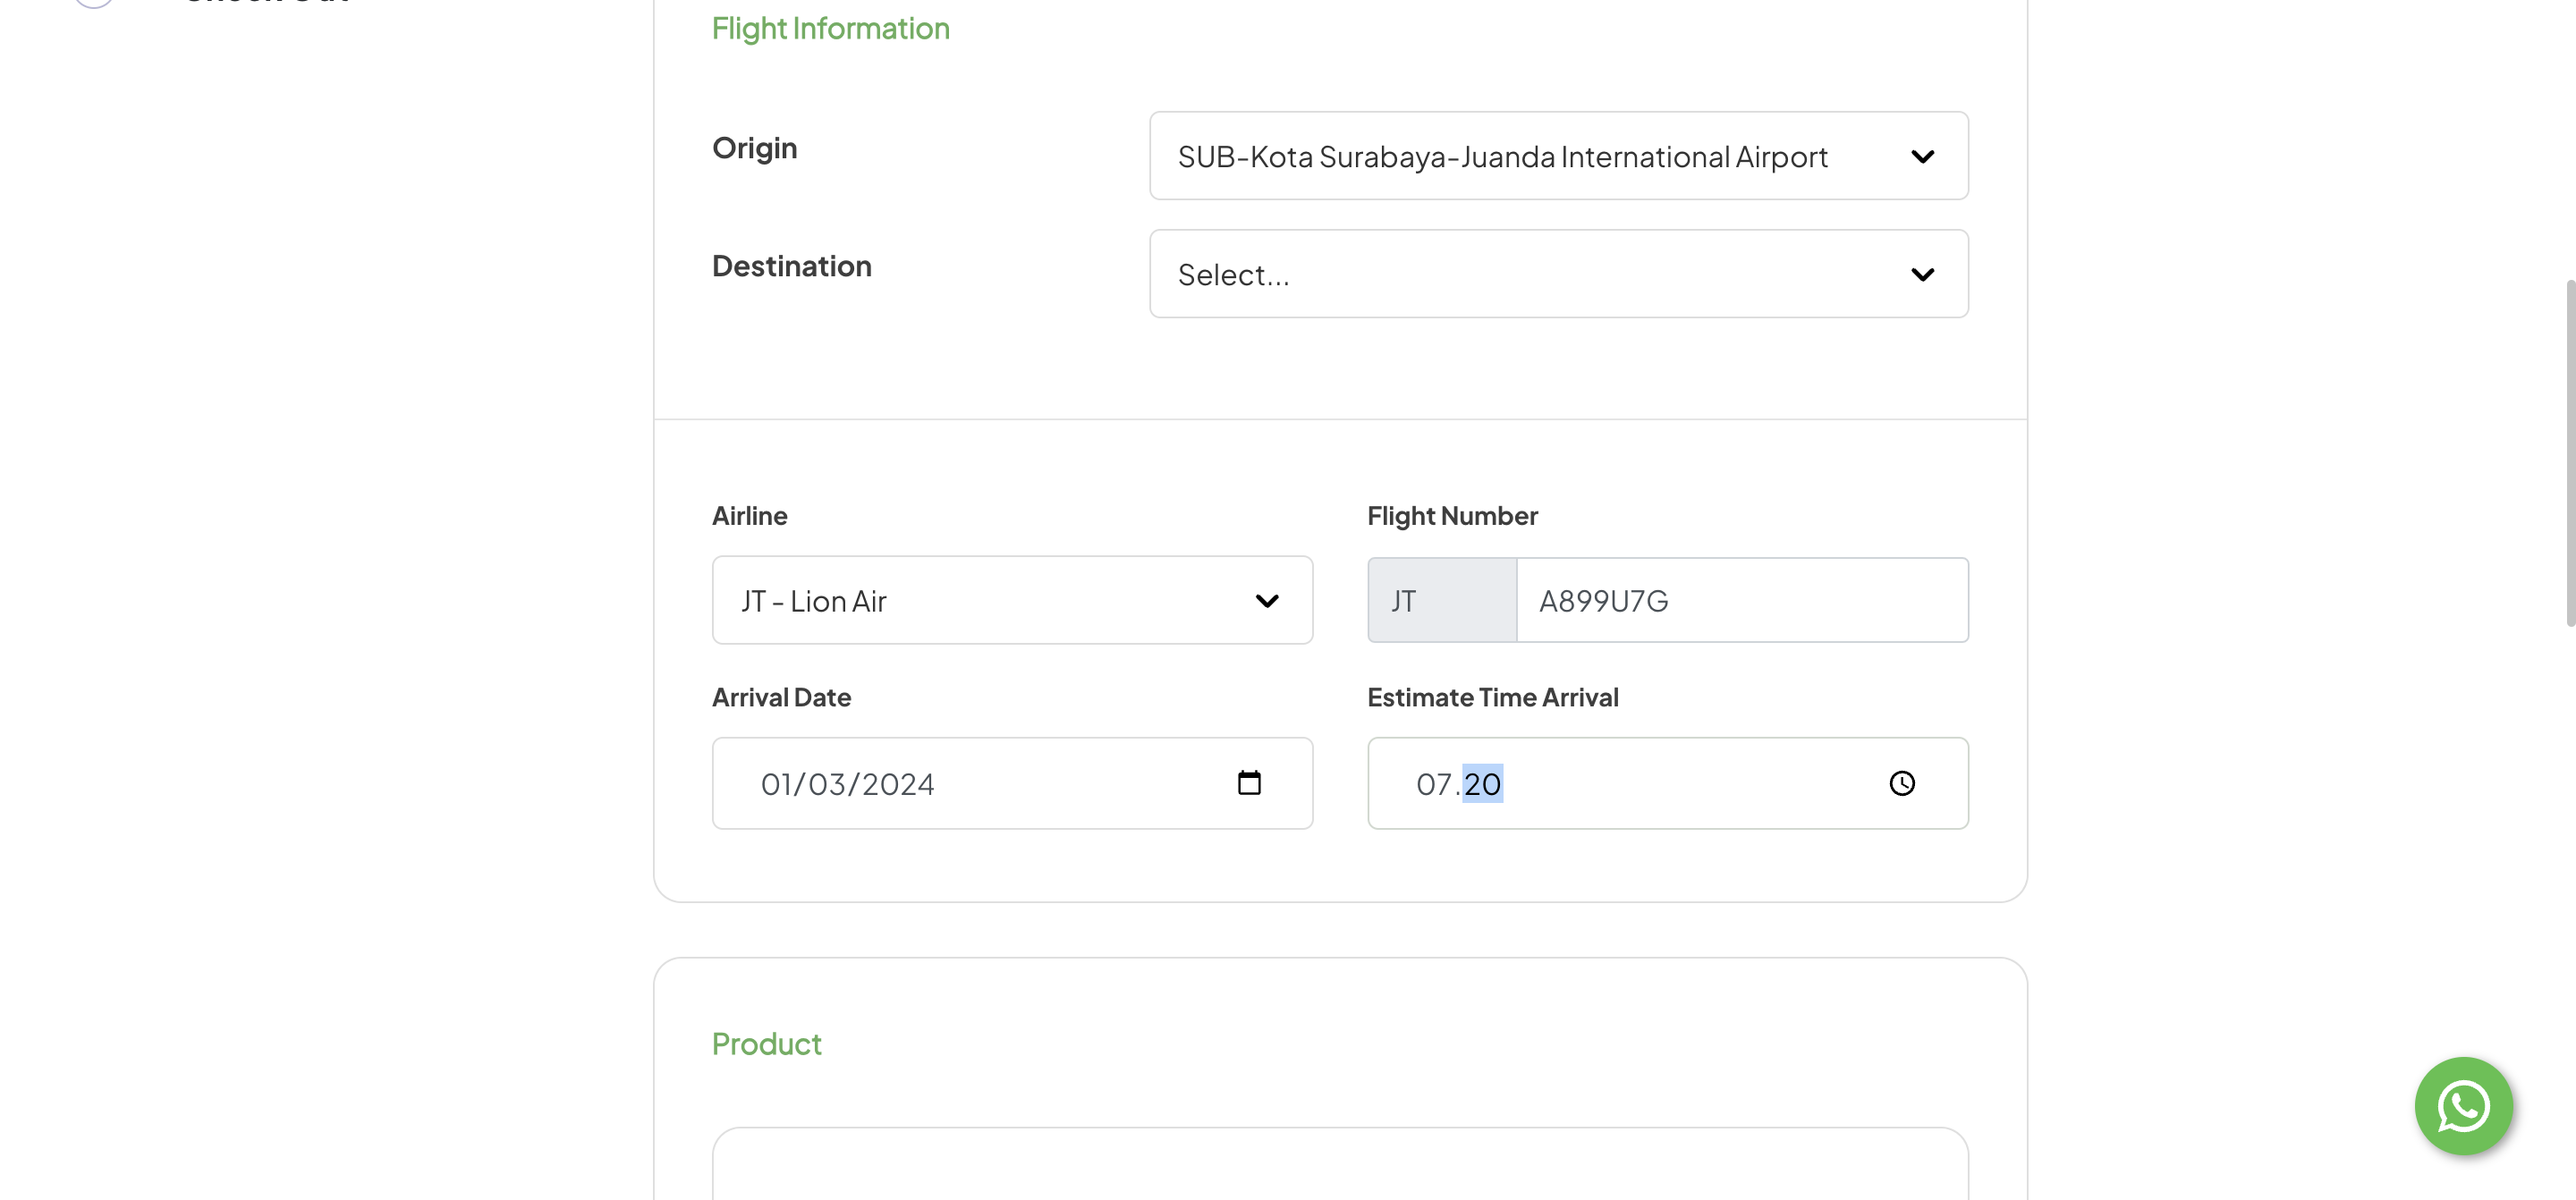 Flight Information
Origin
SUB-Kota Surabaya-Juanda International Airport
Destination
Select...
Airline
Flight Number
JT - Lion Air
JT
A899U7G
Arrival Date
Estimate Time Arrival
01/03/2024
07.20
Product